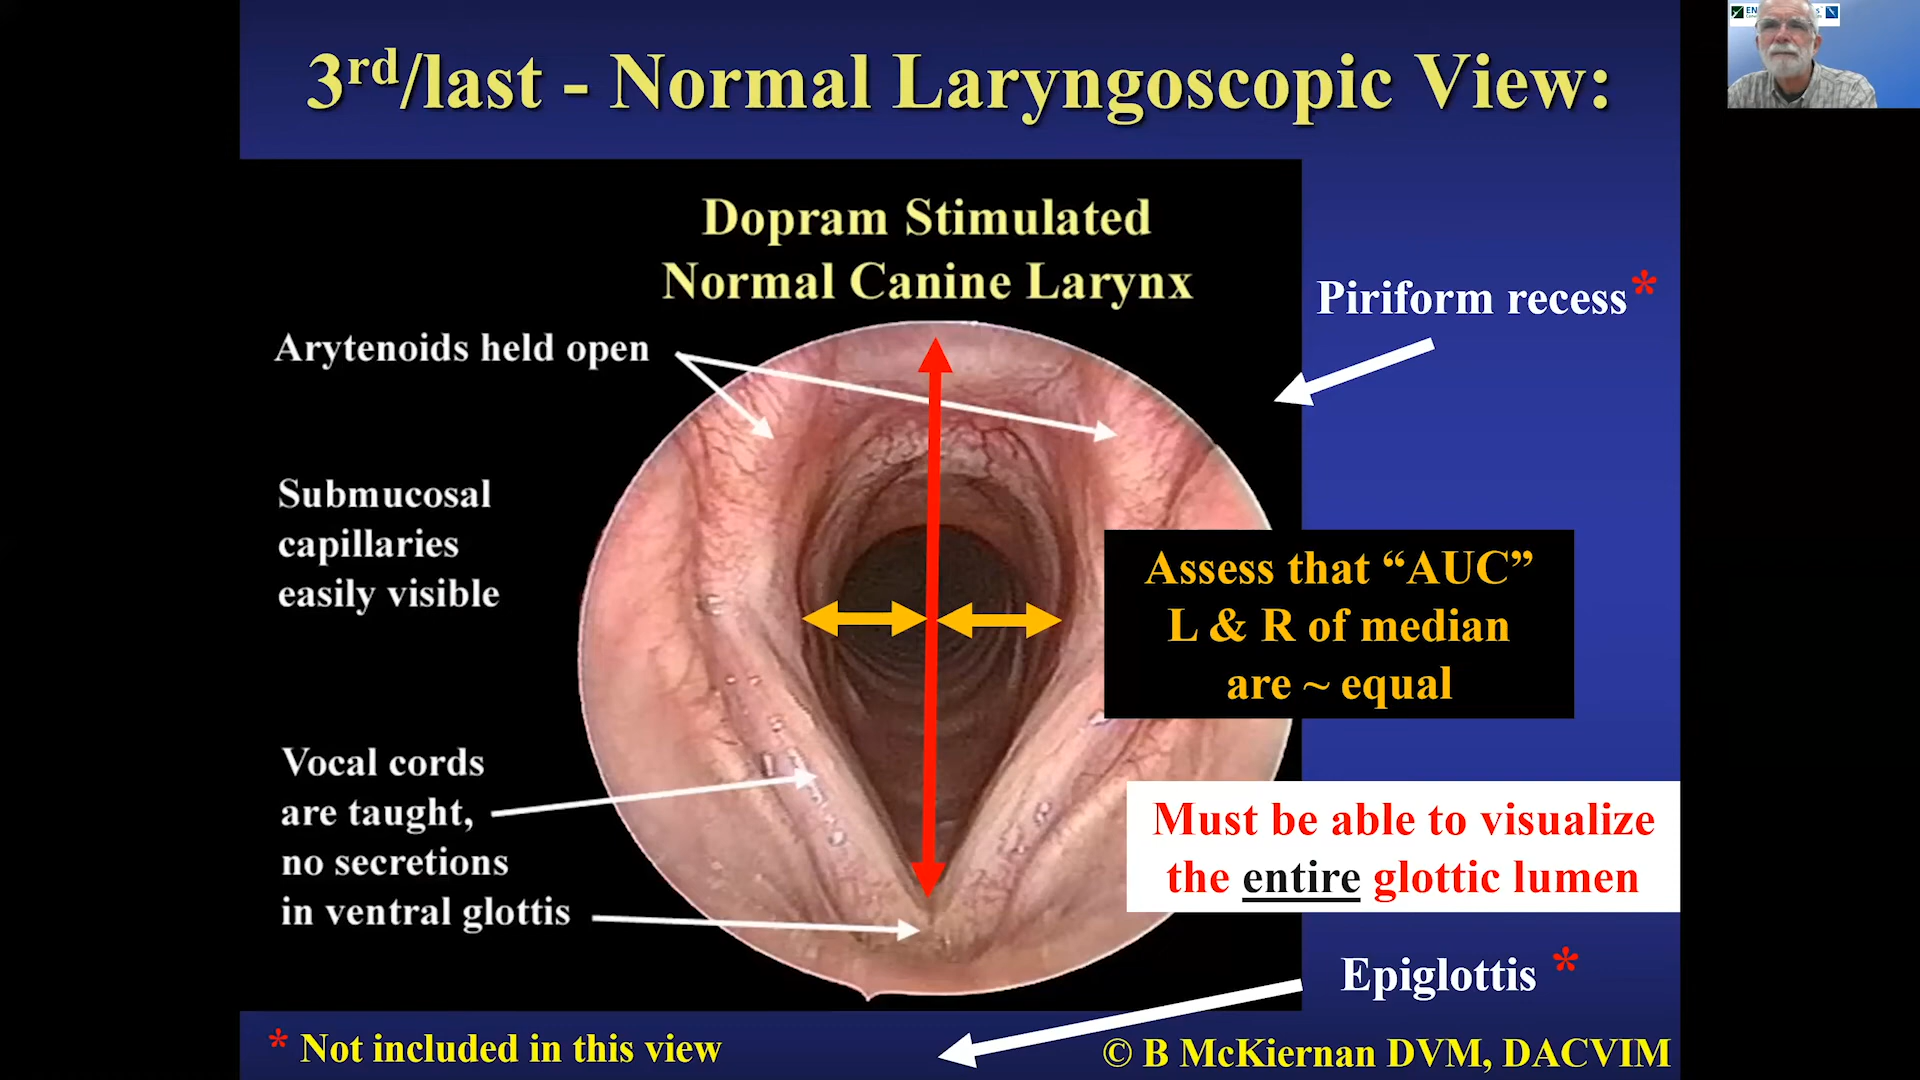 3rd/last - Normal Laryngoscopic View:
Dopram Stimulated
Normal Canine Larynx
Piriform recess*
Arytenoids held open
Submucosal
capillaries
easily visible
Assess that “AUC”
L & R of median
are ~ equal
Vocal cords
are taught,
no secretions
in ventral glottis
Must be able to visualize
the entire glottic lumen
Epiglottis *
* Not included in this view
© B McKiernan DVM, DACVIM